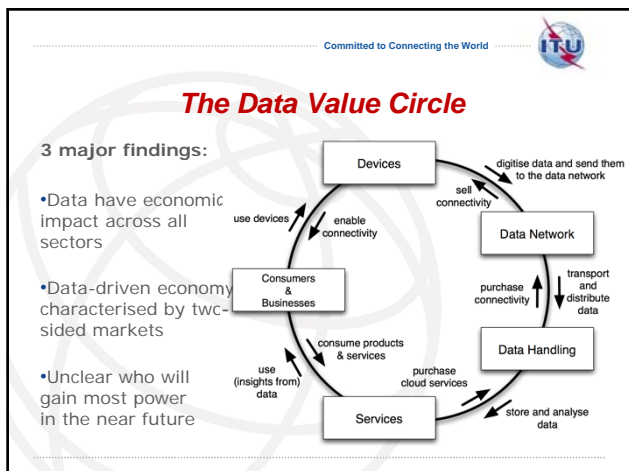 Committed to Connecting the World
ITU
The Data Value Circle
3 major findings:
•Data have economic
impact across all
sectors
•Data-driven economy
characterised by two-
sided markets
•Unclear who will
gain most power
in the near future
Devices
digitise data and send them
to the data network
sell
connectivity
use devices
enable
connectivity
Data Network
Consumers
&
Businesses
purchase
connectivity
transport
and
distribute
data
consume products
& services
Data Handling
use
(insights from)
data
purchase
cloud services
Services
store and analyse
data